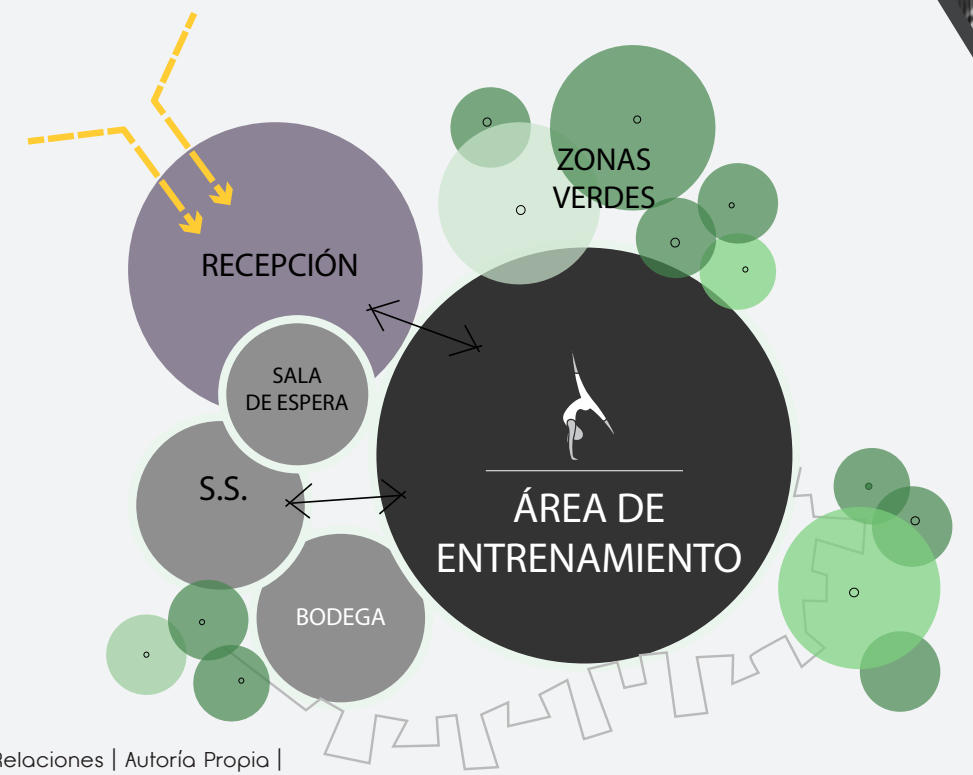 ZONAS
VERDES
RECEPCIÓN
SALA
DE ESPERA
S.S.
ÁREA DE
ENTRENAMIENTO
BODEGA
Relaciones | Autoría Propia |